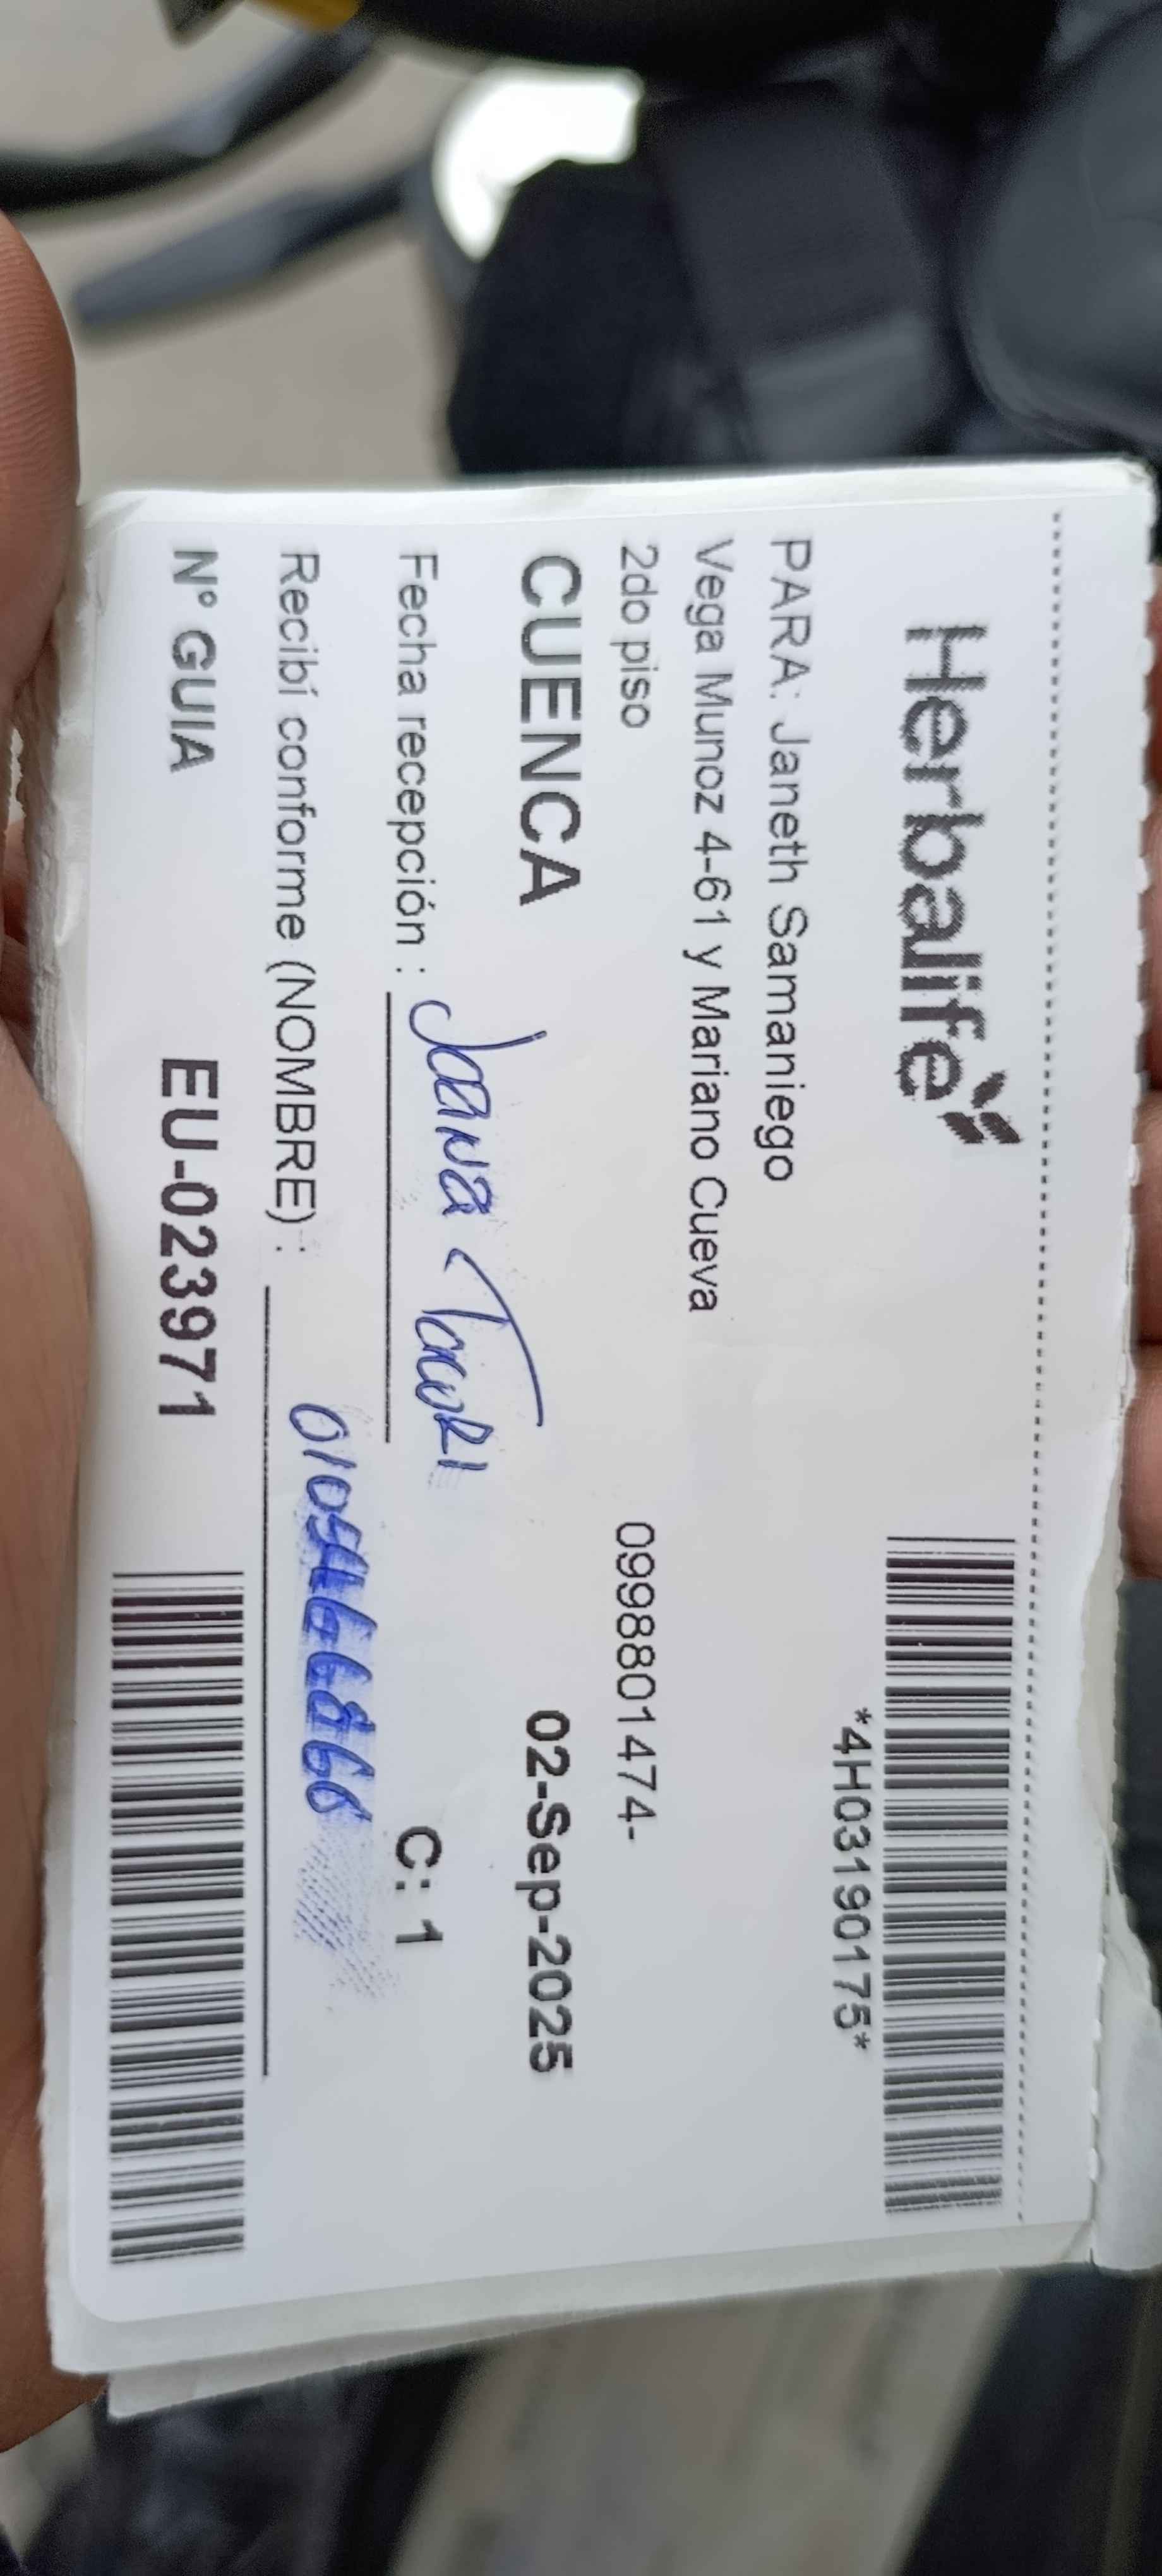 Herbalife
*4H03190175*
PARA: Janeth Samaniego
Vega Munoz 4-61 y Mariano Cueva
2do piso 0998801474-
CUENCA 02-Sep-2025
Fecha recepción : Joana C: 1
Recibí conforme (NOMBRE) :
Nº GUIA EU-023971